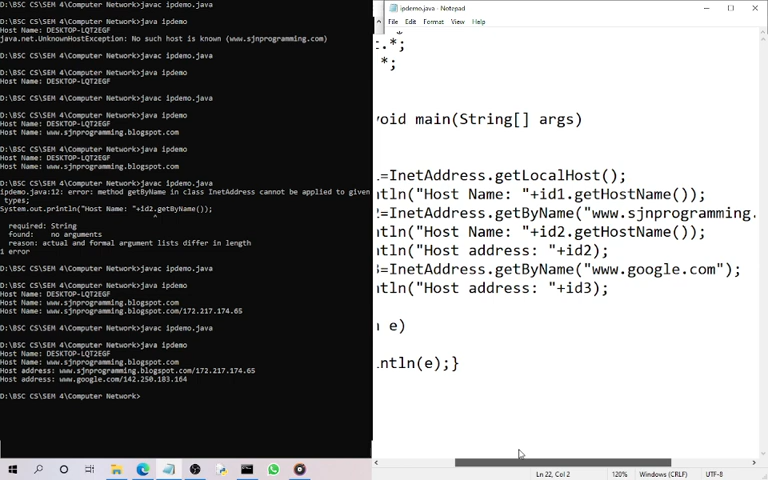 D:\BSC CS\SEM 4\Computer Network>javac ipdemo.java
D:\BSC CS\SEM 4\Computer Network>java ipdemo
Host Name: DESKTOP-LQT2EGF
java.net.UnknownHostException: No such host is known (www.sjnprogramming.com)
D:\BSC CS\SEM 4\Computer Network>javac ipdemo.java
D:\BSC CS\SEM 4\Computer Network>java ipdemo
Host Name: DESKTOP-LQT2EGF
D:\BSC CS\SEM 4\Computer Network>javac ipdemo.java
D:\BSC CS\SEM 4\Computer Network>java ipdemo
Host Name: DESKTOP-LQT2EGF
Host Name: www.sjnprogramming.blogspot.com
D:\BSC CS\SEM 4\Computer Network>java ipdemo
Host Name: DESKTOP-LQT2EGF
Host Name: www.sjnprogramming.blogspot.com
D:\BSC CS\SEM 4\Computer Network>javac ipdemo.java
ipdemo.java:12: error: method getByName in class InetAddress cannot be applied to given
types;
System.out.println("Host Name: "+id2.getByName());
^
required: String
found: no arguments
reason: actual and formal argument lists differ in length
1 error
D:\BSC CS\SEM 4\Computer Network>javac ipdemo.java
D:\BSC CS\SEM 4\Computer Network>java ipdemo
Host Name: DESKTOP-LQT2EGF
Host Name: www.sjnprogramming.blogspot.com
Host Name: www.sjnprogramming.blogspot.com/172.217.174.65
D:\BSC CS\SEM 4\Computer Network>javac ipdemo.java
D:\BSC CS\SEM 4\Computer Network>java ipdemo
Host Name: DESKTOP-LQT2EGF
Host Name: www.sjnprogramming.blogspot.com
Host address: www.sjnprogramming.blogspot.com/172.217.174.65
Host address: www.google.com/142.250.183.164
D:\BSC CS\SEM 4\Computer Network>
ipdemo.java - Notepad
File Edit Format View Help
.*;
*;
void main(String[] args)
=InetAddress.getLocalHost();
ln("Host Name: "+id1.getHostName());
=InetAddress.getByName("www.sjnprogramming.
ln("Host Name: "+id2.getHostName());
ln("Host address: "+id2);
=InetAddress.getByName("www.google.com");
ln("Host address: "+id3);
e)
ntln(e);}
Ln 22, Col 2 120% Windows (CRLF) UTF-8